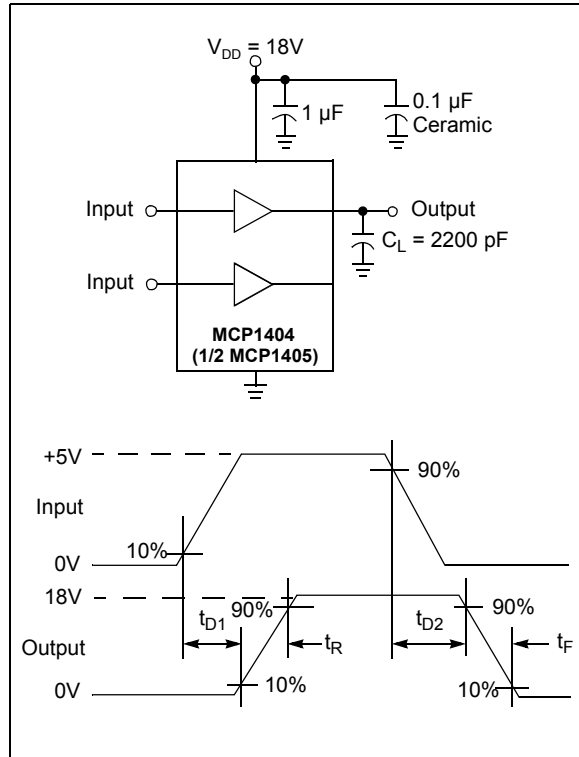 V_DD = 18V
1 µF
0.1 µF
Ceramic
Input
Output
C_L = 2200 pF
Input
MCP1404
(1/2 MCP1405)
+5V
90%
Input
10%
0V
18V
90%
t_D1
t_R
t_D2
90%
t_F
Output
0V
10%
10%